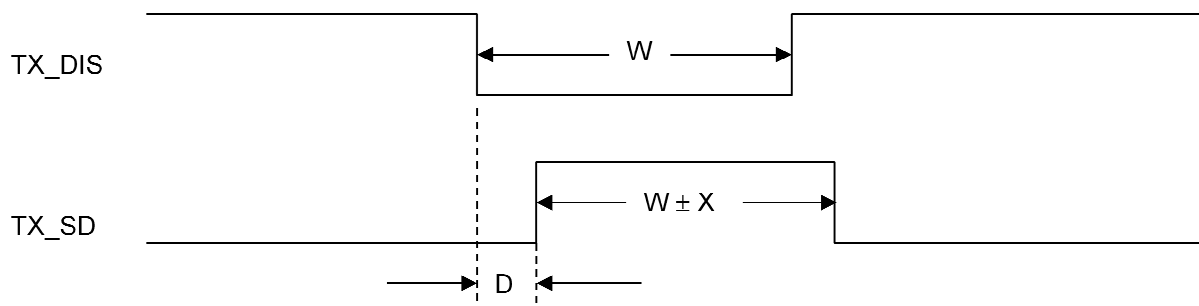 TX_DIS
W
W ± X
TX_SD
D